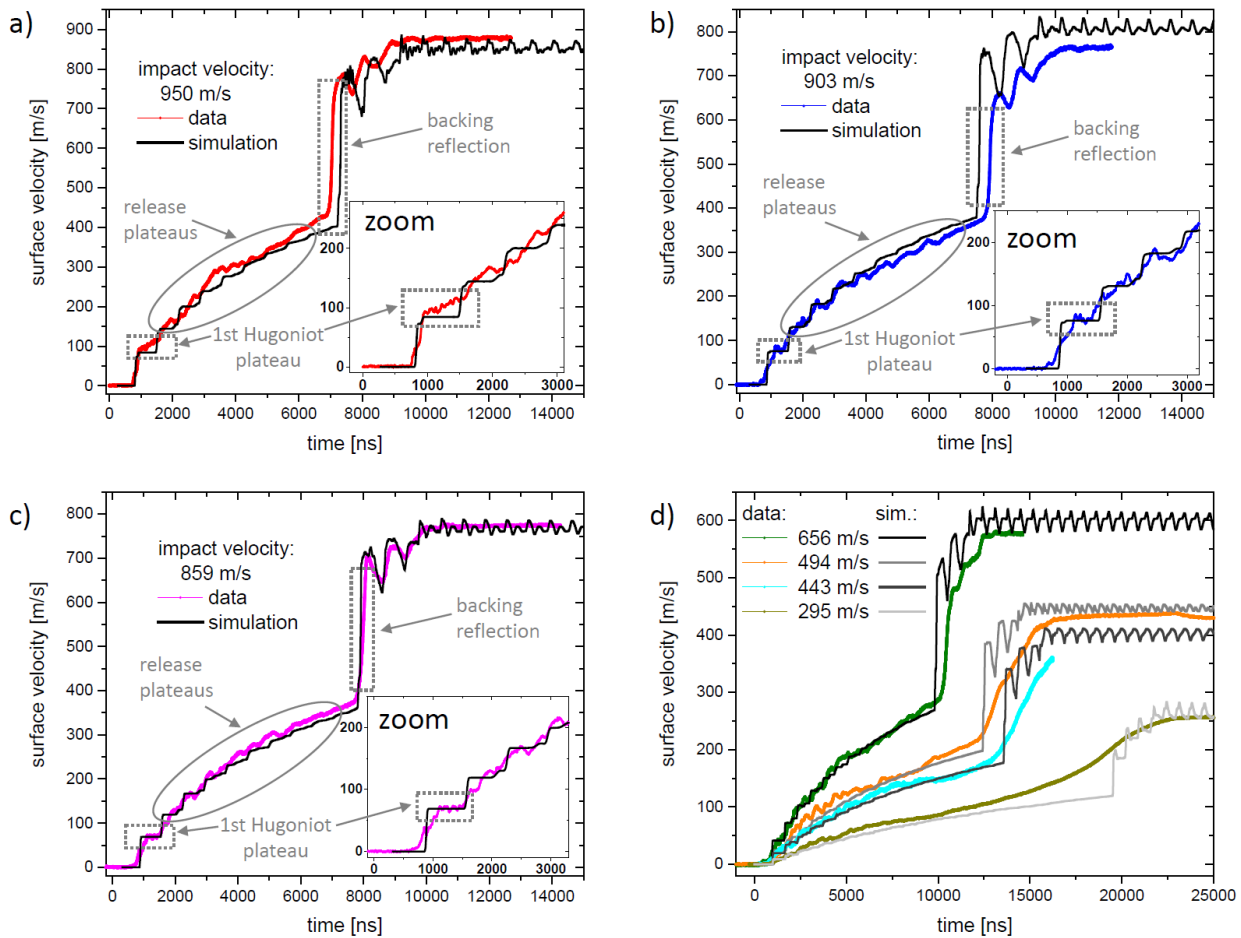 a)
impact velocity:
950 m/s
data
simulation
backing
reflection
release
plateaus
1st Hugoniot
plateau
zoom
0
100
200
0
1000
2000
3000
0
100
200
300
400
500
600
700
800
900
surface velocity [m/s]
0
2000
4000
6000
8000
10000
12000
14000
time [ns]
b)
impact velocity:
903 m/s
data
simulation
backing
reflection
release
plateaus
1st Hugoniot
plateau
zoom
0
100
200
0
1000
2000
3000
0
100
200
300
400
500
600
700
800
surface velocity [m/s]
0
2000
4000
6000
8000
10000
12000
14000
time [ns]
c)
impact velocity:
859 m/s
data
simulation
backing
reflection
release
plateaus
1st Hugoniot
plateau
zoom
0
100
200
0
1000
2000
3000
0
100
200
300
400
500
600
700
800
surface velocity [m/s]
0
2000
4000
6000
8000
10000
12000
14000
time [ns]
d)
data: sim.:
656 m/s
494 m/s
443 m/s
295 m/s
0
100
200
300
400
500
600
surface velocity [m/s]
0
5000
10000
15000
20000
25000
time [ns]